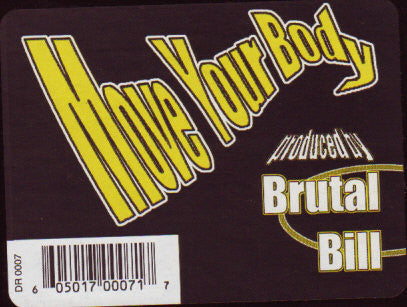 Move Your Body
produced by
Brutal
Bill
DR 0007
6 05017 00071 7